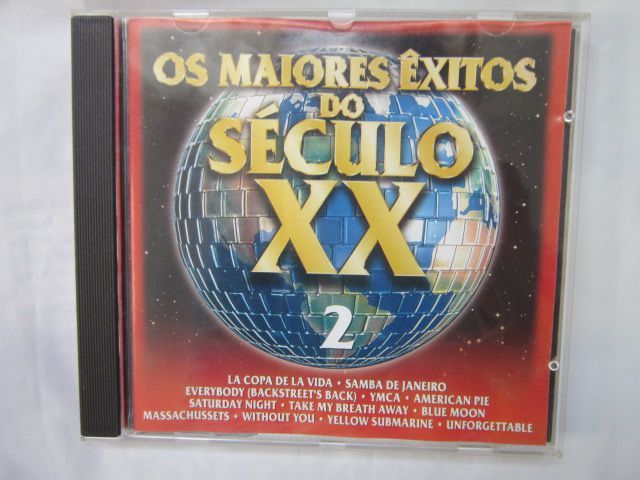 OS MAIORES ÊXITOS
DO
SÉCULO
XX
2
LA COPA DE LA VIDA • SAMBA DE JANEIRO
EVERYBODY (BACKSTREET'S BACK) • YMCA • AMERICAN PIE
SATURDAY NIGHT • TAKE MY BREATH AWAY • BLUE MOON
MASSACHUSSETS • WITHOUT YOU • YELLOW SUBMARINE • UNFORGETTABLE